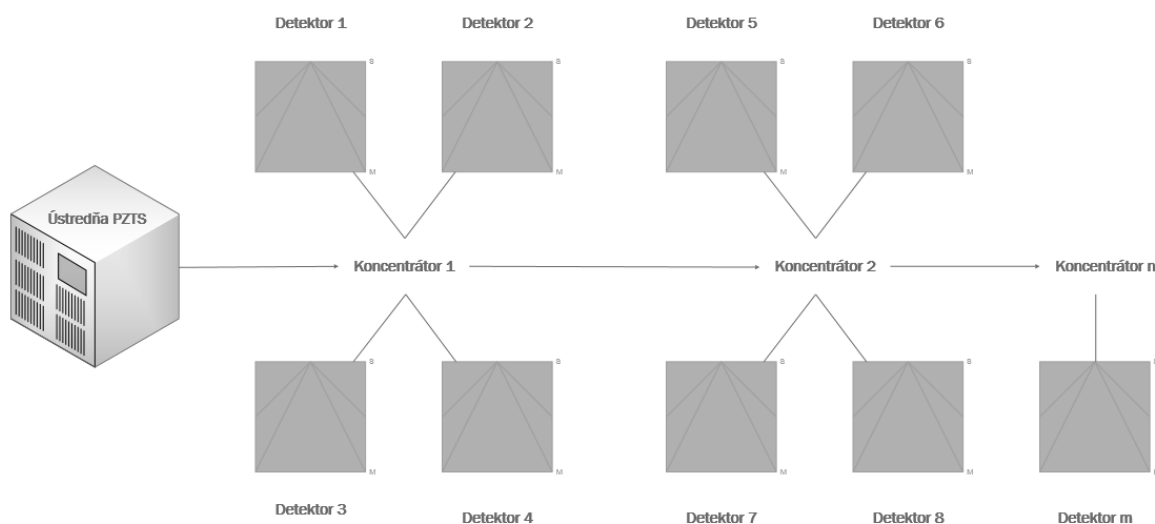 Detektor 1
Detektor 2
Detektor 5
Detektor 6
S
S
S
S
M
M
M
M
Ústredňa PZTS
Koncentrátor 1
Koncentrátor 2
Koncentrátor n
S
S
S
S
M
M
M
M
Detektor 3
Detektor 4
Detektor 7
Detektor 8
Detektor m